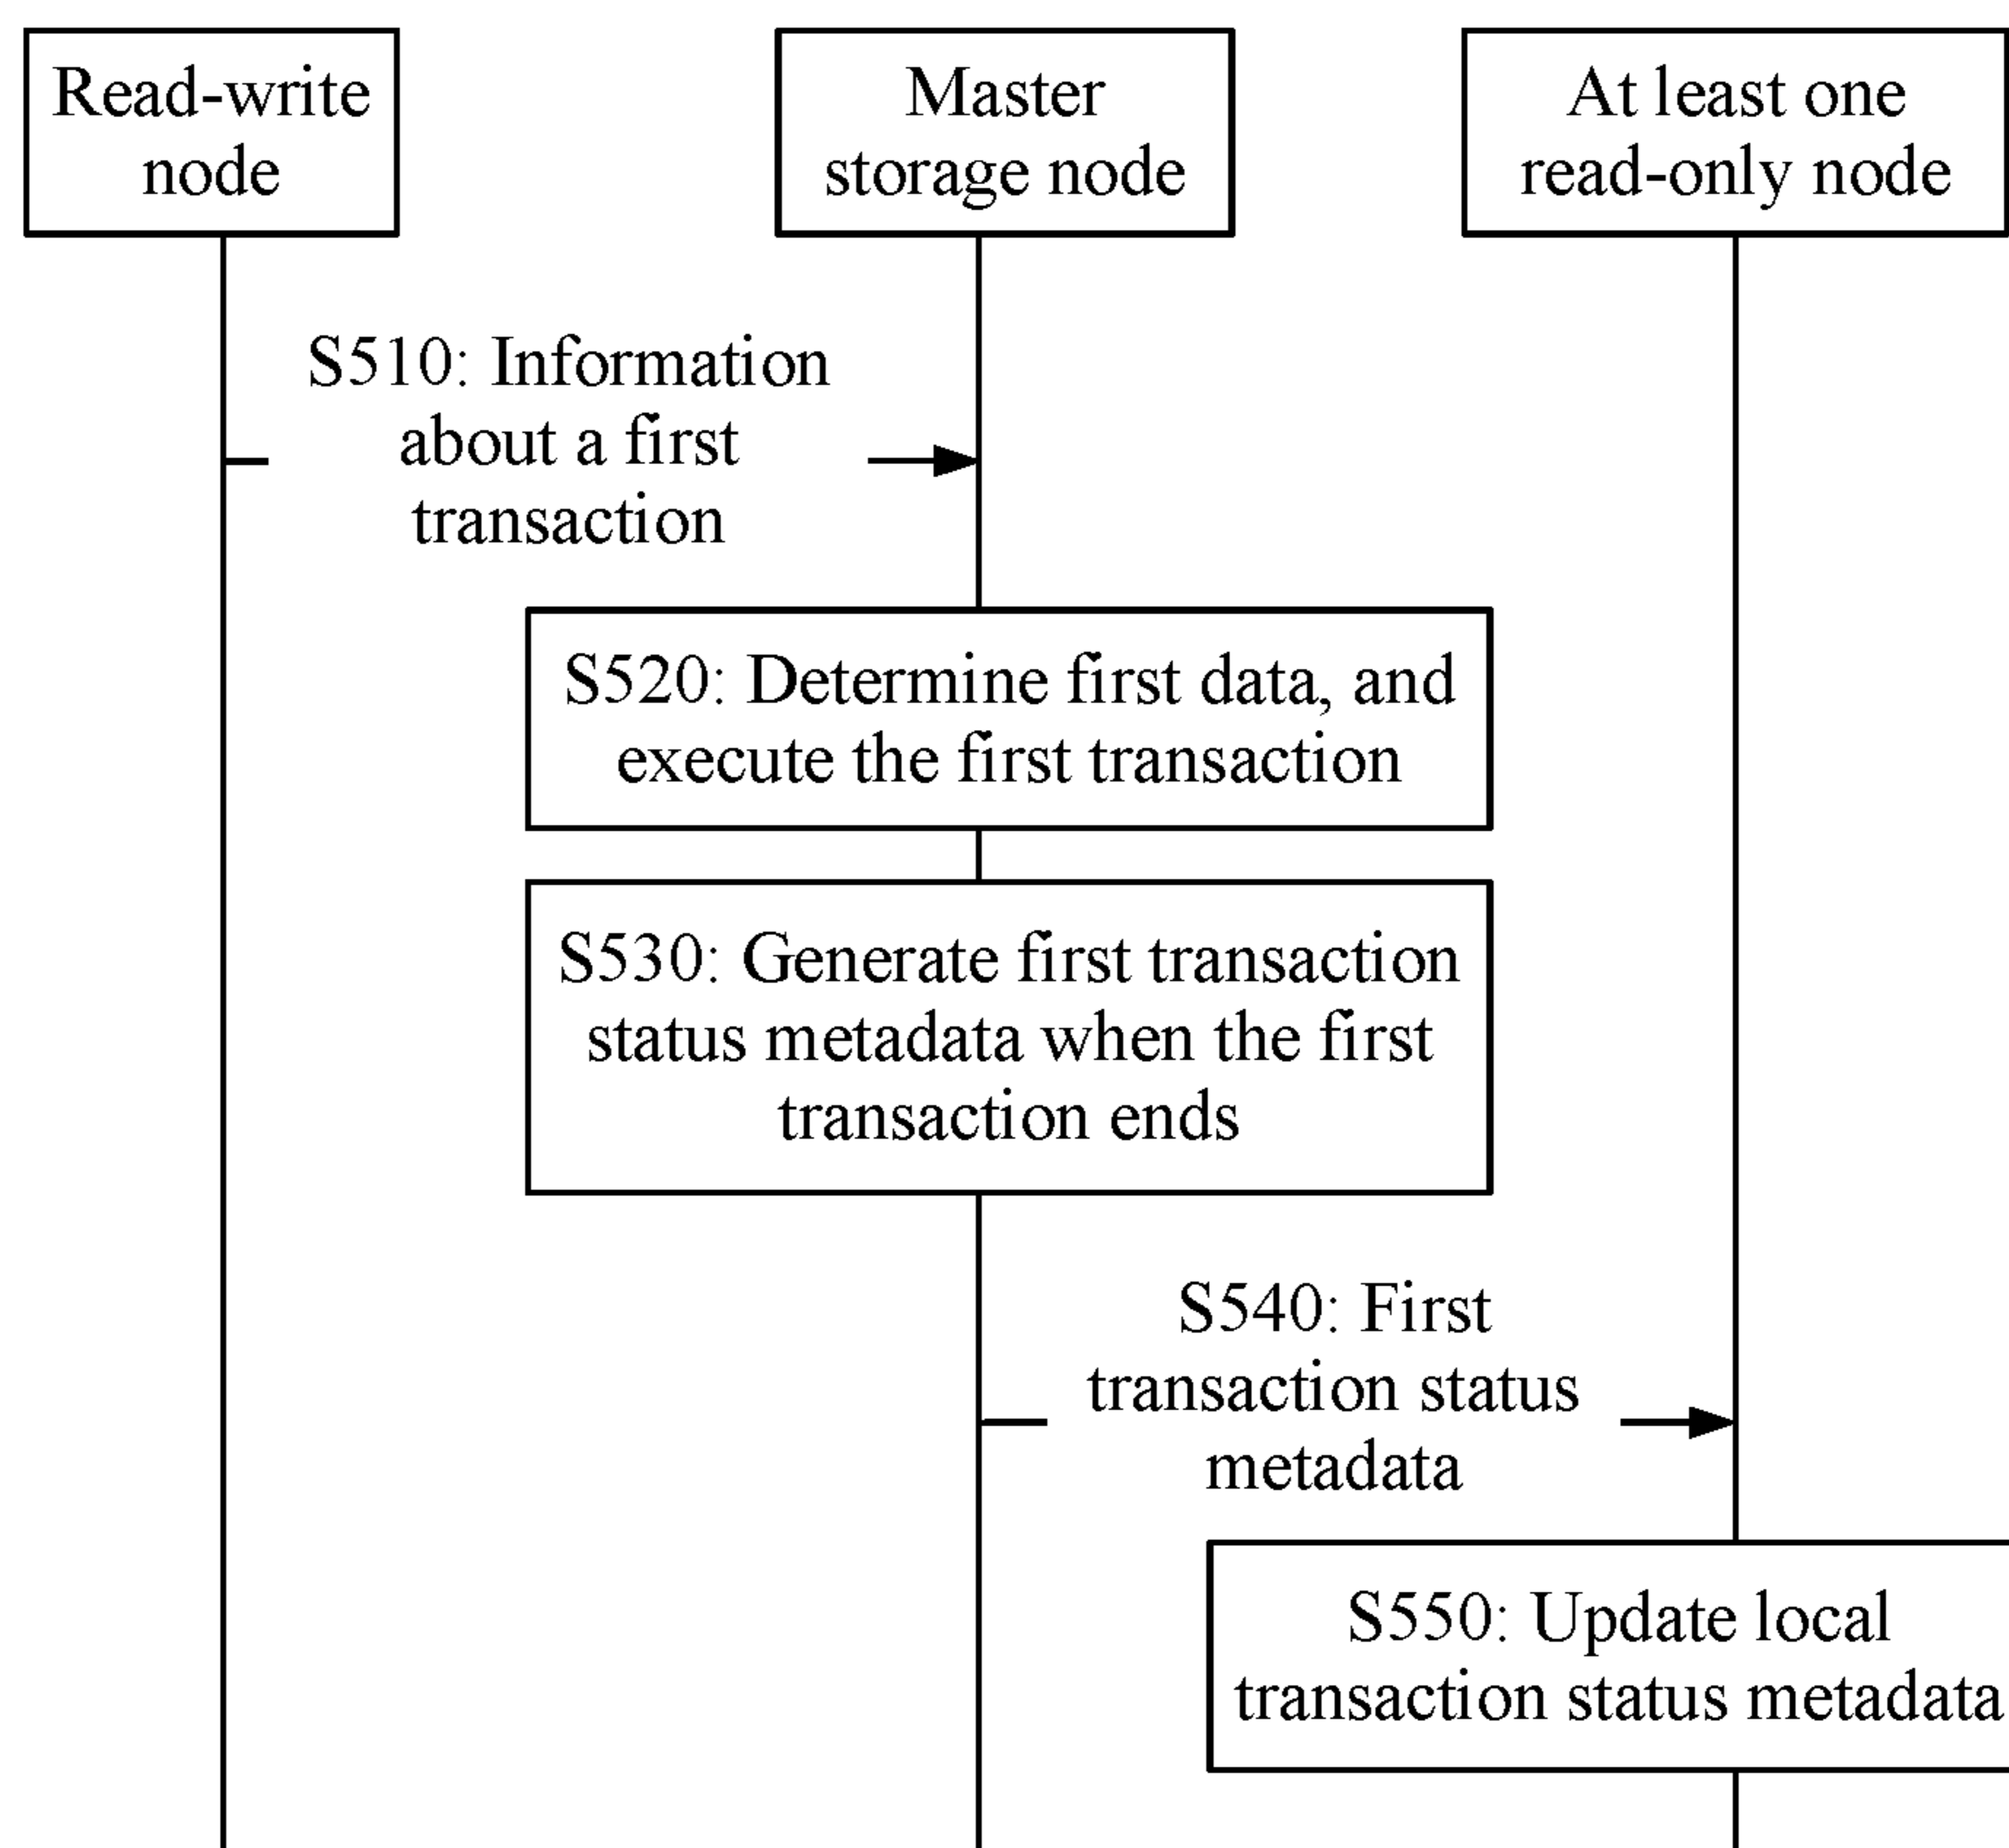 Read-write
node
Master
storage node
At least one
read-only node
S510: Information
about a first
transaction
S520: Determine first data, and
execute the first transaction
S530: Generate first transaction
status metadata when the first
transaction ends
S540: First
transaction status
metadata
S550: Update local
transaction status metadata